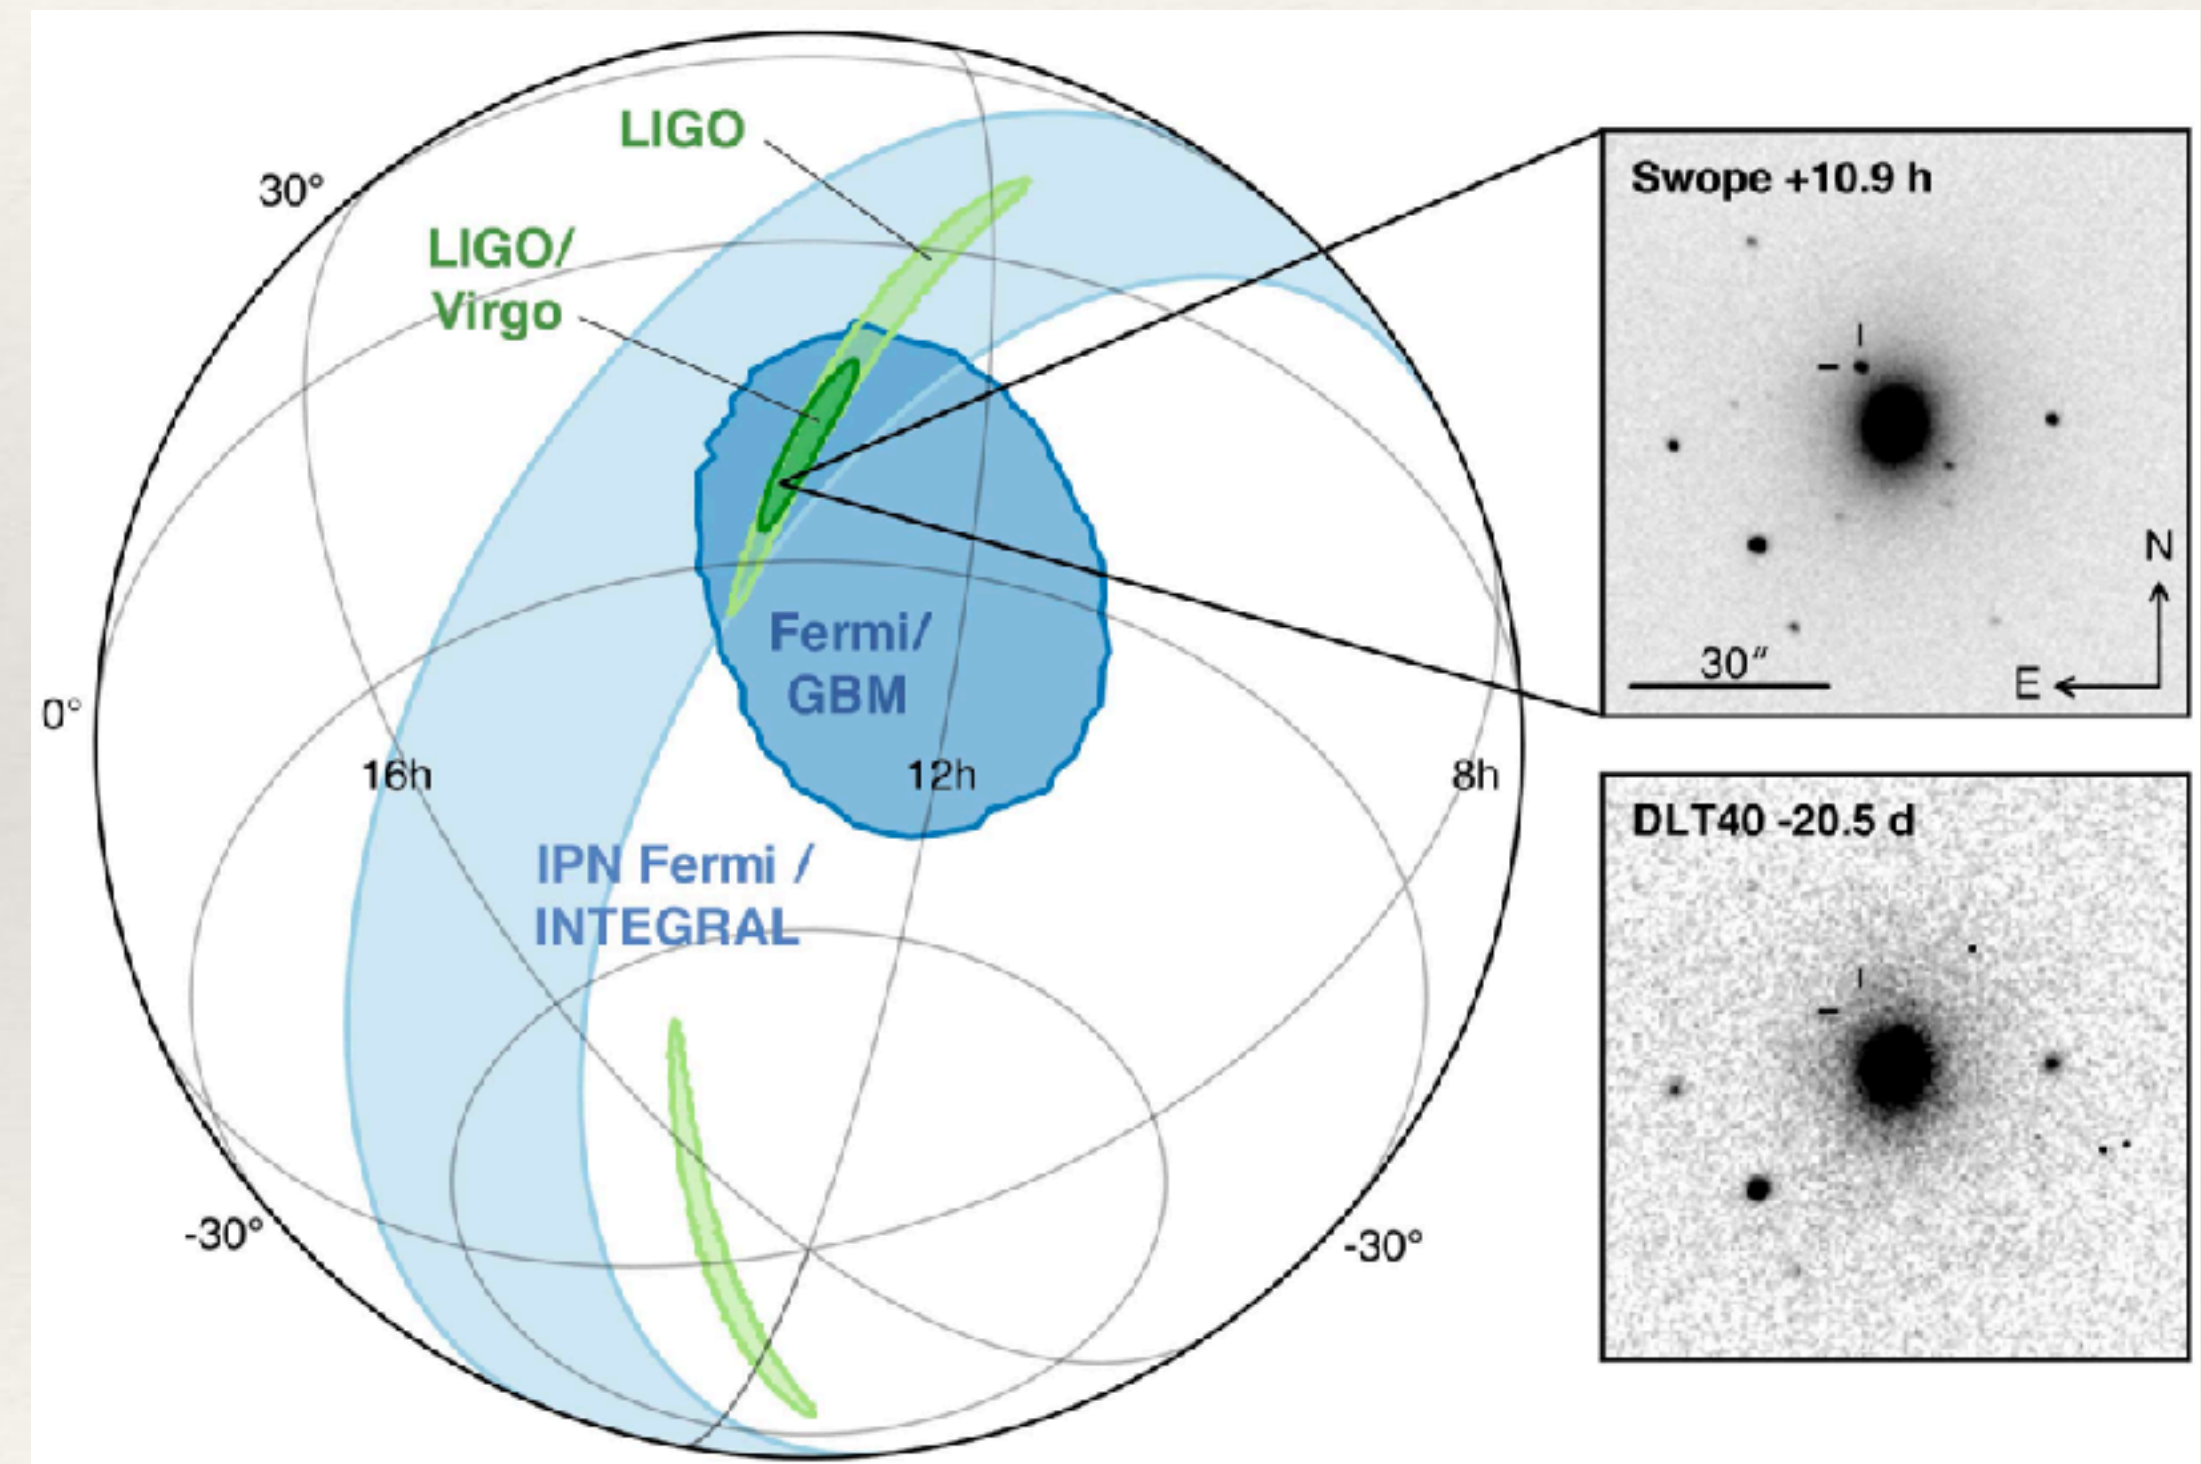 LIGO
30°
LIGO/
Virgo
Fermi/
GBM
0°
16h
12h
8h
IPN Fermi /
INTEGRAL
-30°
-30°
Swope +10.9 h
30"
N
E
DLT40 -20.5 d